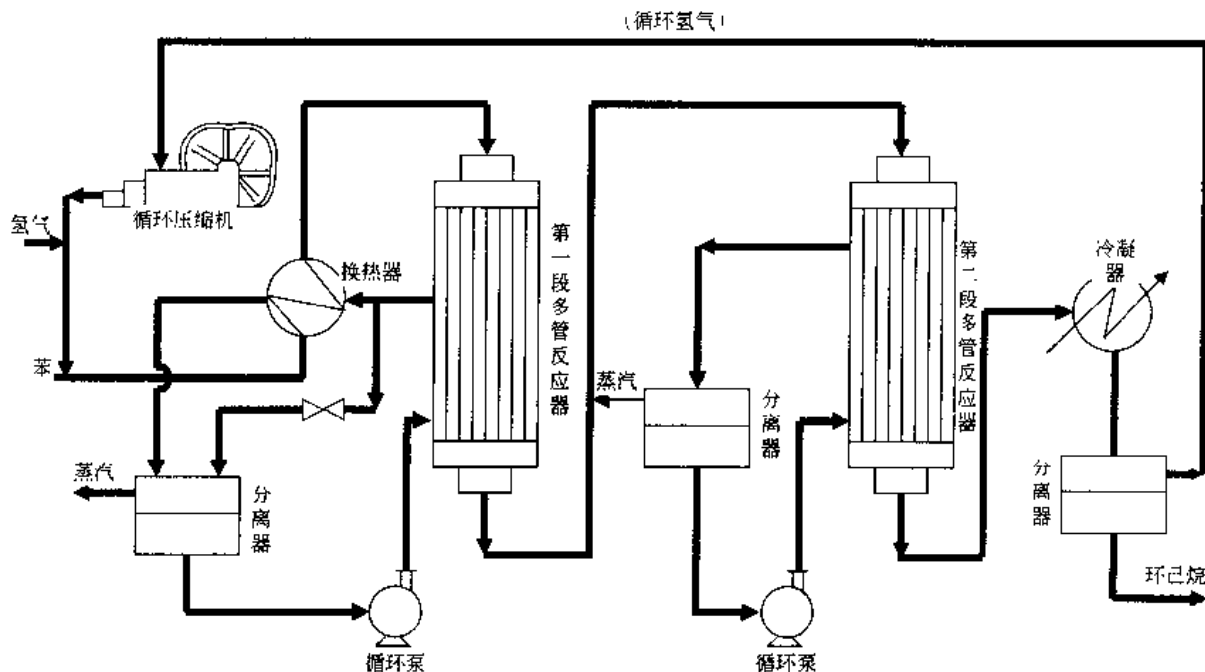 （循环氢气）
循环压缩机
氢气
换热器
第一段多管反应器
第二段多管反应器
冷凝器
苯
蒸汽
分离器
蒸汽
分离器
分离器
环己烷
循环泵
循环泵